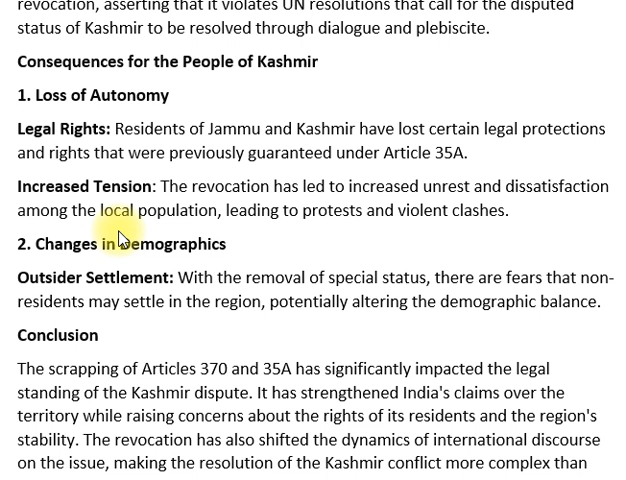 revocation, asserting that it violates UN resolutions that call for the disputed
status of Kashmir to be resolved through dialogue and plebiscite.
Consequences for the People of Kashmir
1. Loss of Autonomy
Legal Rights: Residents of Jammu and Kashmir have lost certain legal protections
and rights that were previously guaranteed under Article 35A.
Increased Tension: The revocation has led to increased unrest and dissatisfaction
among the local population, leading to protests and violent clashes.
2. Changes in Demographics
Outsider Settlement: With the removal of special status, there are fears that non-
residents may settle in the region, potentially altering the demographic balance.
Conclusion
The scrapping of Articles 370 and 35A has significantly impacted the legal
standing of the Kashmir dispute. It has strengthened India's claims over the
territory while raising concerns about the rights of its residents and the region's
stability. The revocation has also shifted the dynamics of international discourse
on the issue, making the resolution of the Kashmir conflict more complex than